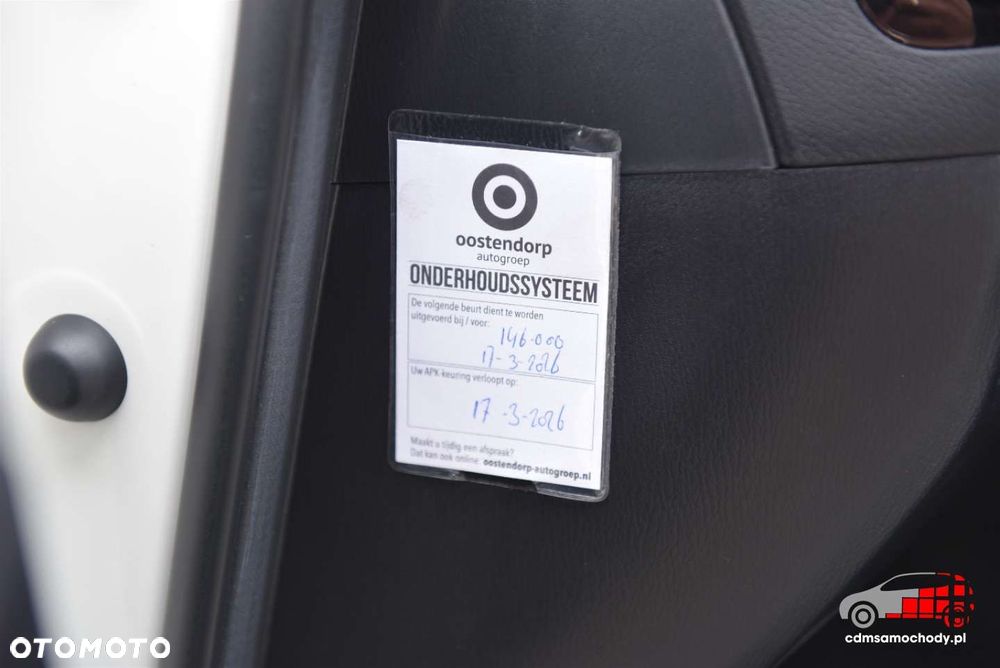 oostendorp
autogroep
ONDERHOUDSSYSTEEM
De volgende beurt dient te worden
uitgevoerd bij / voor:
146.000
17-3-2026
Uw APK-keuring verloopt op:
17-3-2026
Maakt u tijdig een afspraak?
Dat kan ook online: oostendorp-autogroep.nl
OTOMOTO
cdmsamochody.pl